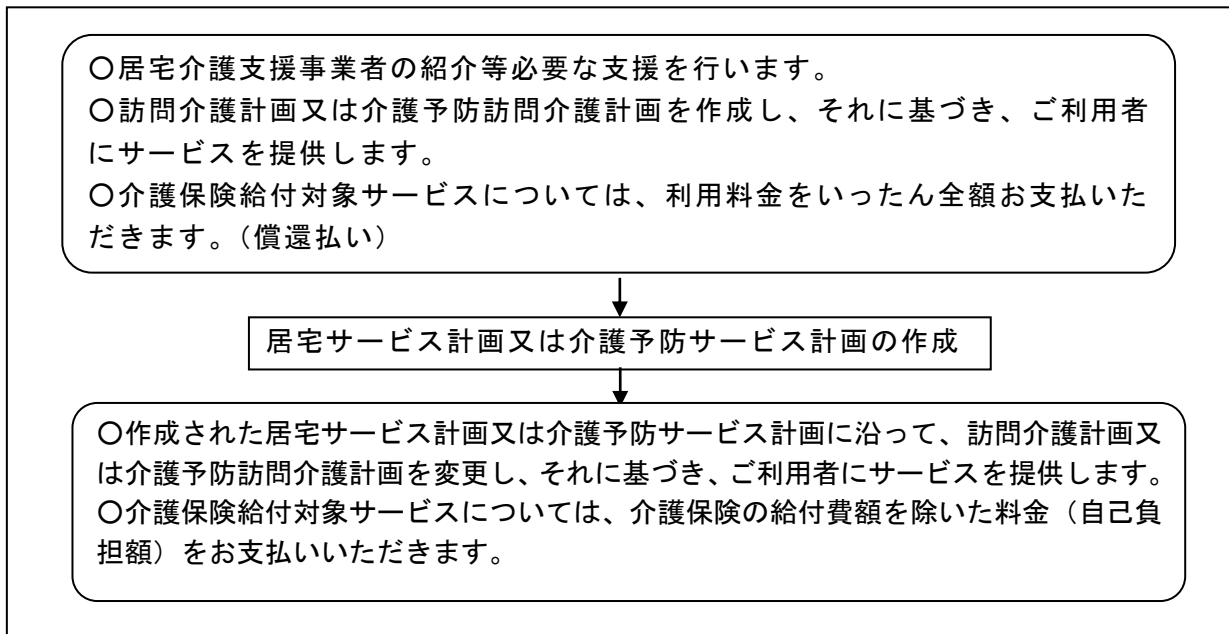 〇居宅介護支援事業者の紹介等必要な支援を行います。
〇訪問介護計画又は介護予防訪問介護計画を作成し、それに基づき、ご利用者
にサービスを提供します。
〇介護保険給付対象サービスについては、利用料金をいったん全額お支払いた
だきます。（償還払い）
居宅サービス計画又は介護予防サービス計画の作成
〇作成された居宅サービス計画又は介護予防サービス計画に沿って、訪問介護計画又
は介護予防訪問介護計画を変更し、それに基づき、ご利用者にサービスを提供します。
〇介護保険給付対象サービスについては、介護保険の給付費額を除いた料金（自己負
担額）をお支払いいただきます。